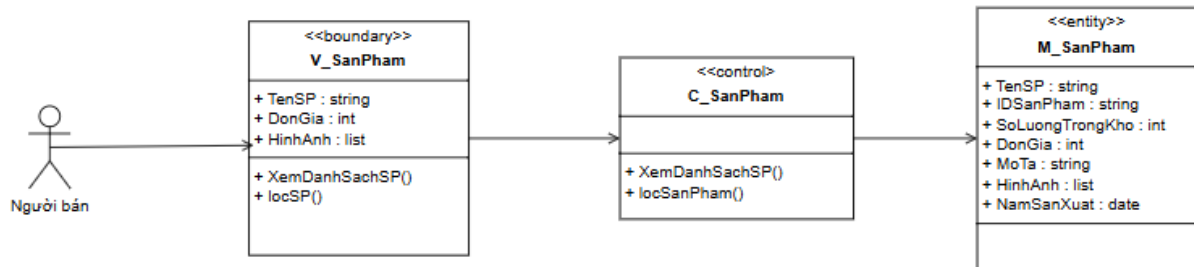 Người bán
<<boundary>>
V_SanPham
+ TenSP : string
+ DonGia : int
+ HinhAnh : list
+ XemDanhSachSP()
+ locSP()
<<control>
C_SanPham
+ XemDanhSachSP()
+ locSanPham()
<<entity>>
M_SanPham
+ TenSP : string
+ IDSanPham : string
+ SoLuongTrongKho : int
+ DonGia : int
+ MoTa : string
+ HinhAnh : list
+ NamSanXuat : date